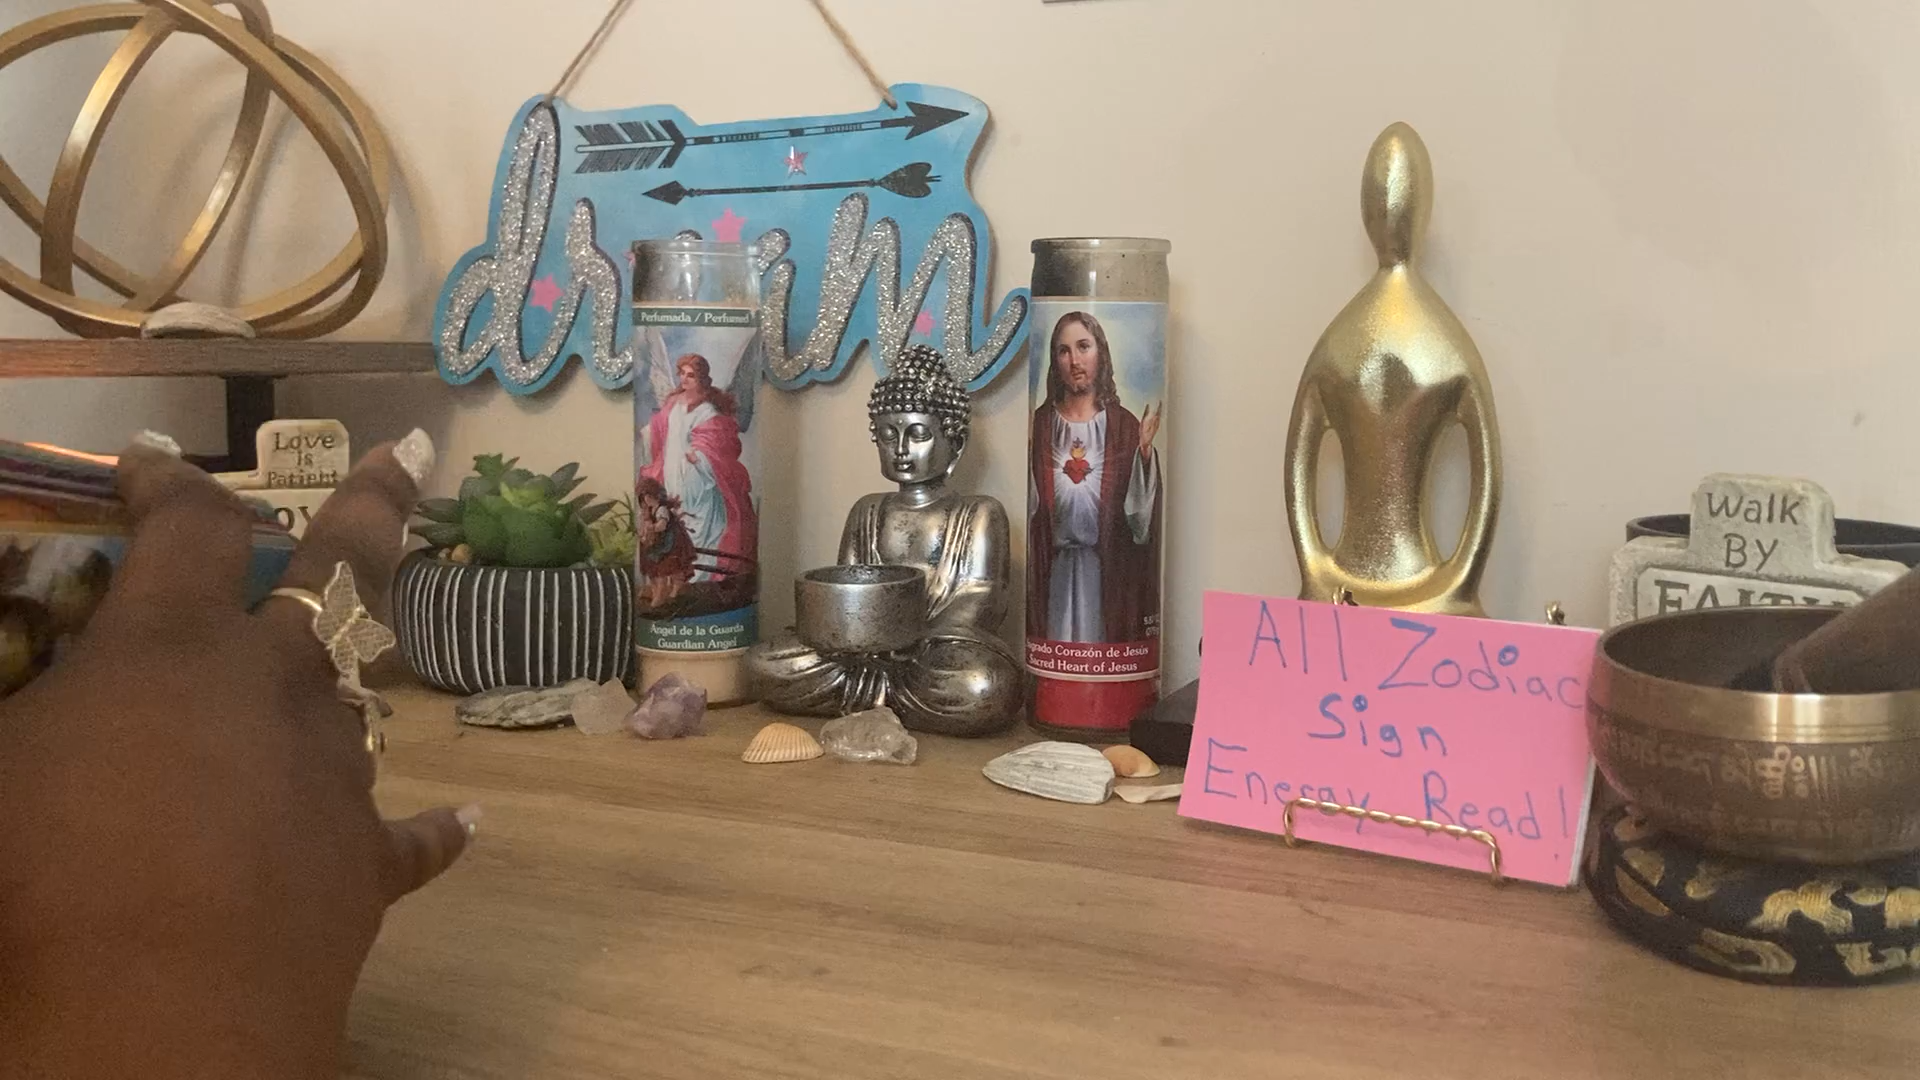 dream
Perfumada / Perfumed
Angel de la Guarda
Guardian Angel
Sagrado Corazón de Jesús
Sacred Heart of Jesus
Love
is
Patient
Walk
BY
FAITH
All Zodiac
Sign
Energy Read!